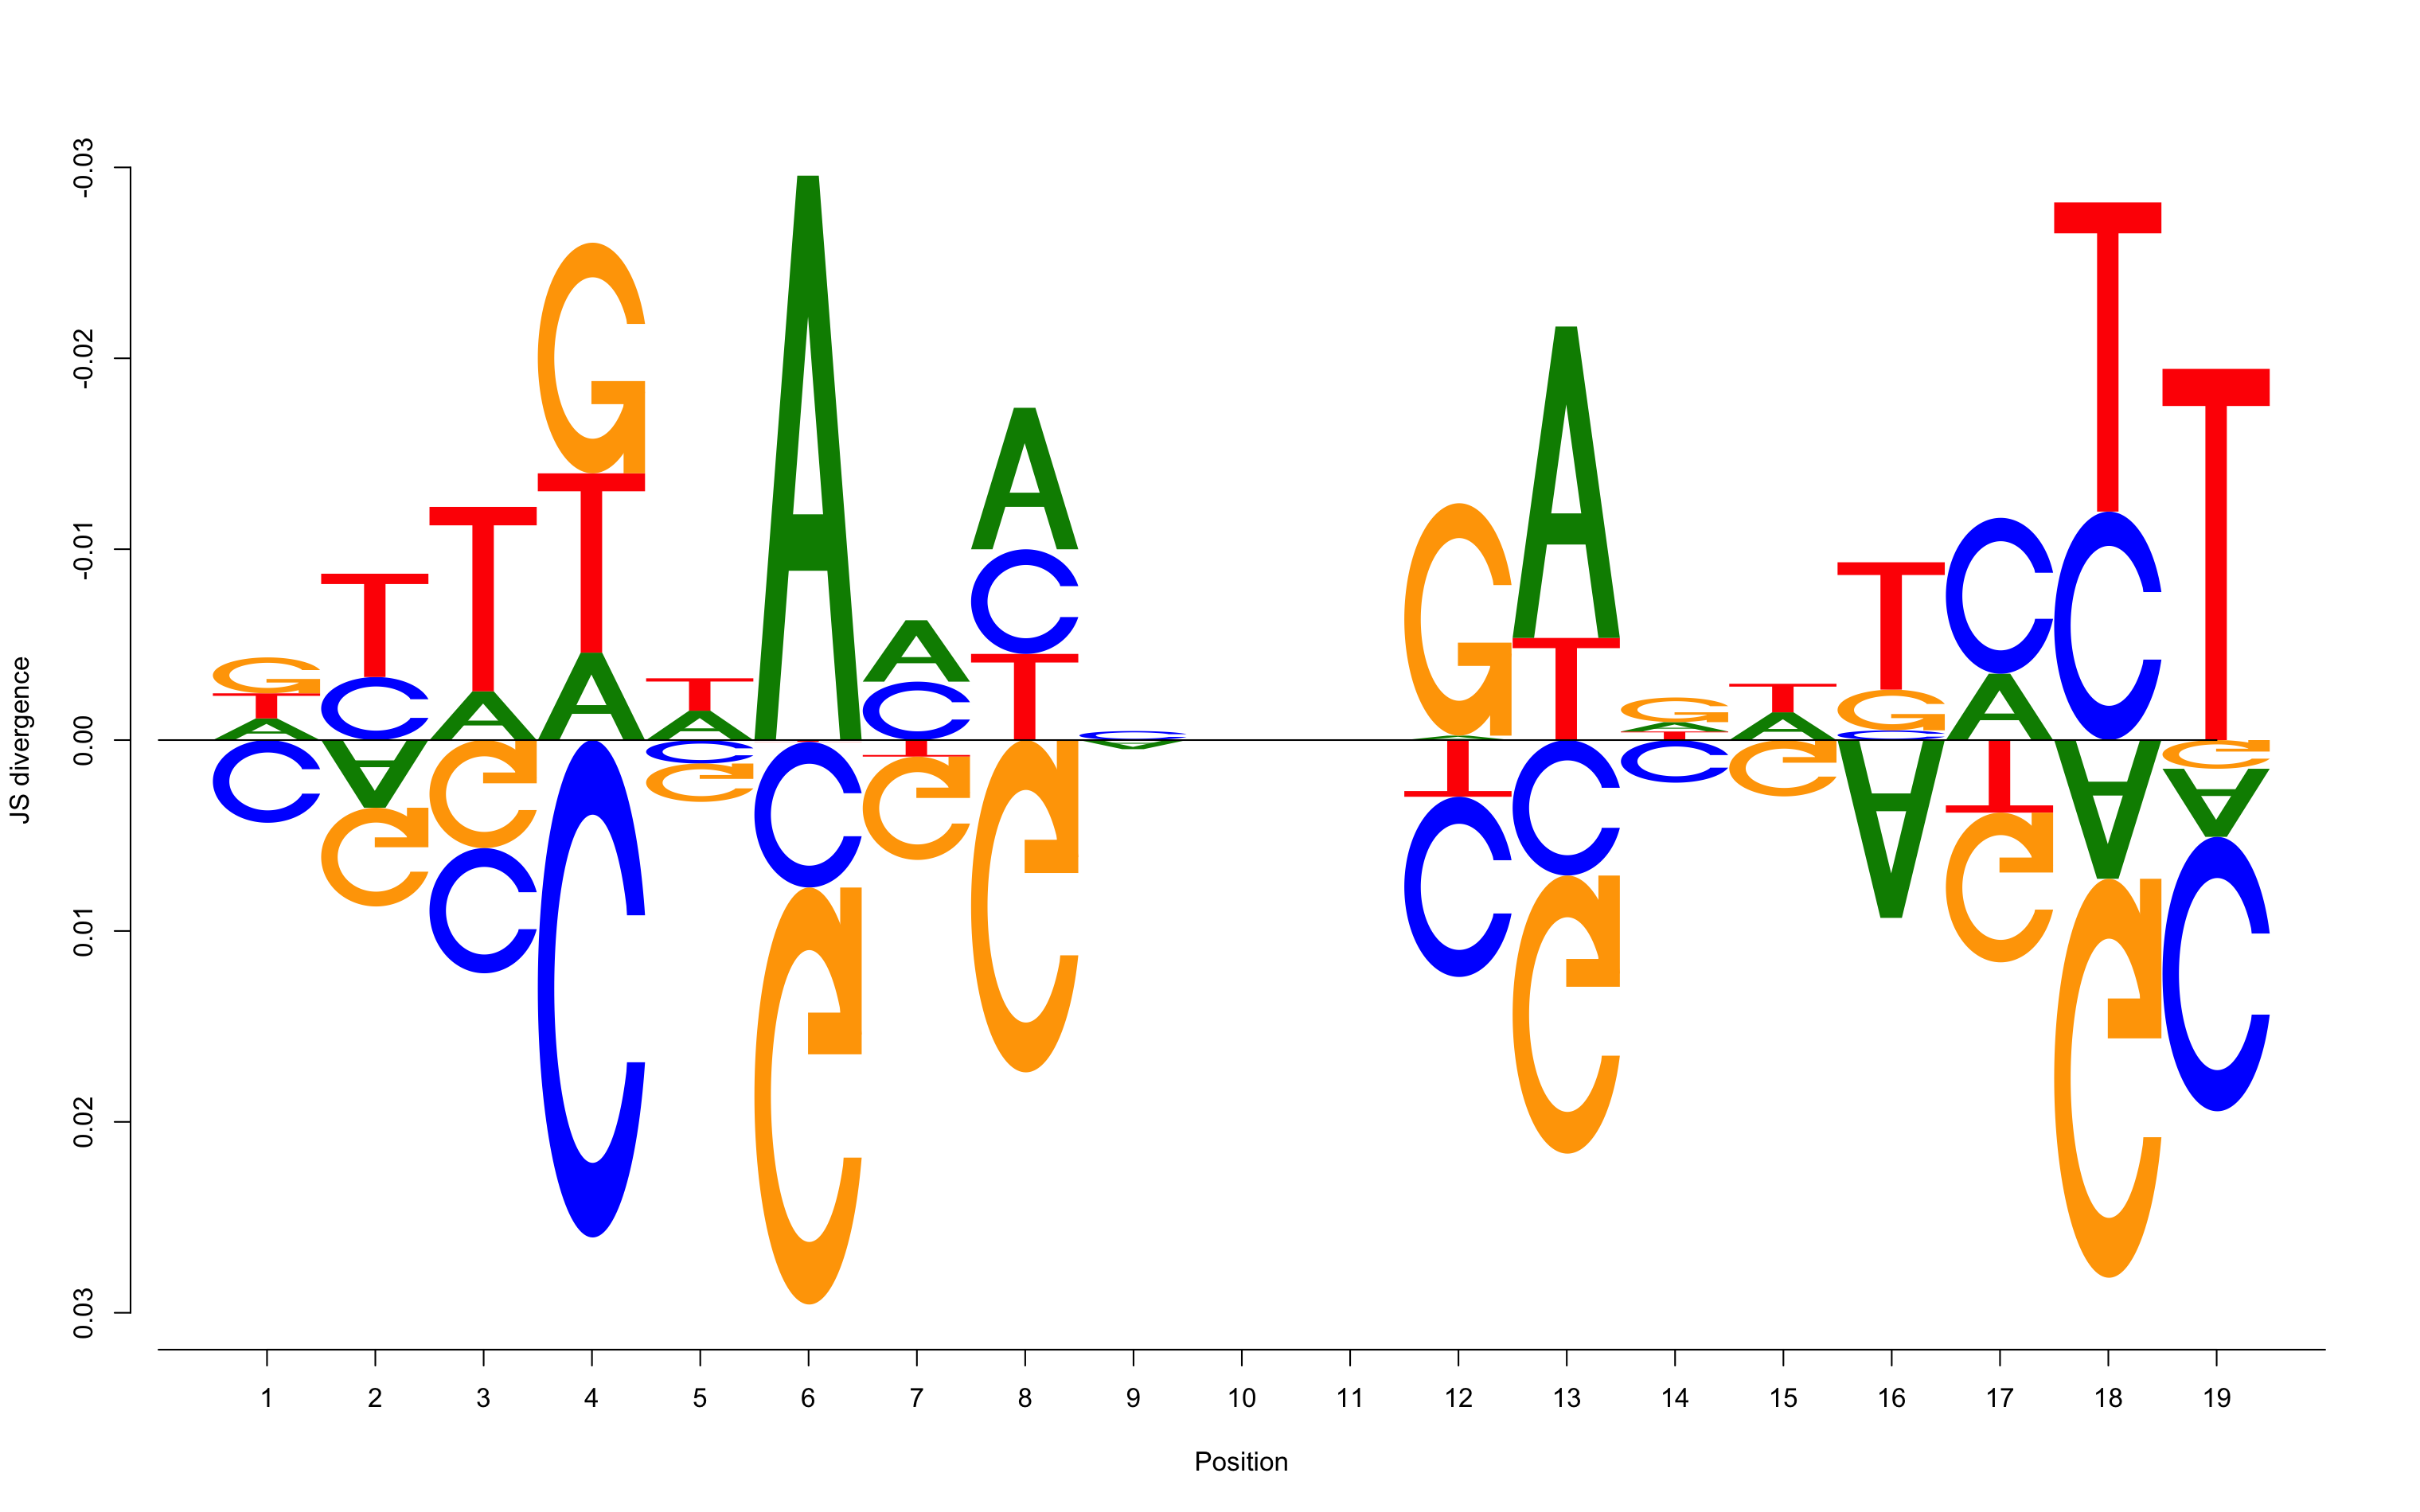 JS divergence
-0.03
-0.02
-0.01
0.00
0.01
0.02
0.03
G T A C
T C A G
T A G C
G T A C
T A C G
A C G
A C T G
A C T G
C A
G A T C
A T C G
G A T C
T A G
T G C A
C A T G
T C A G
T G A C
1 2 3 4 5 6 7 8 9 10 11 12 13 14 15 16 17 18 19
Position